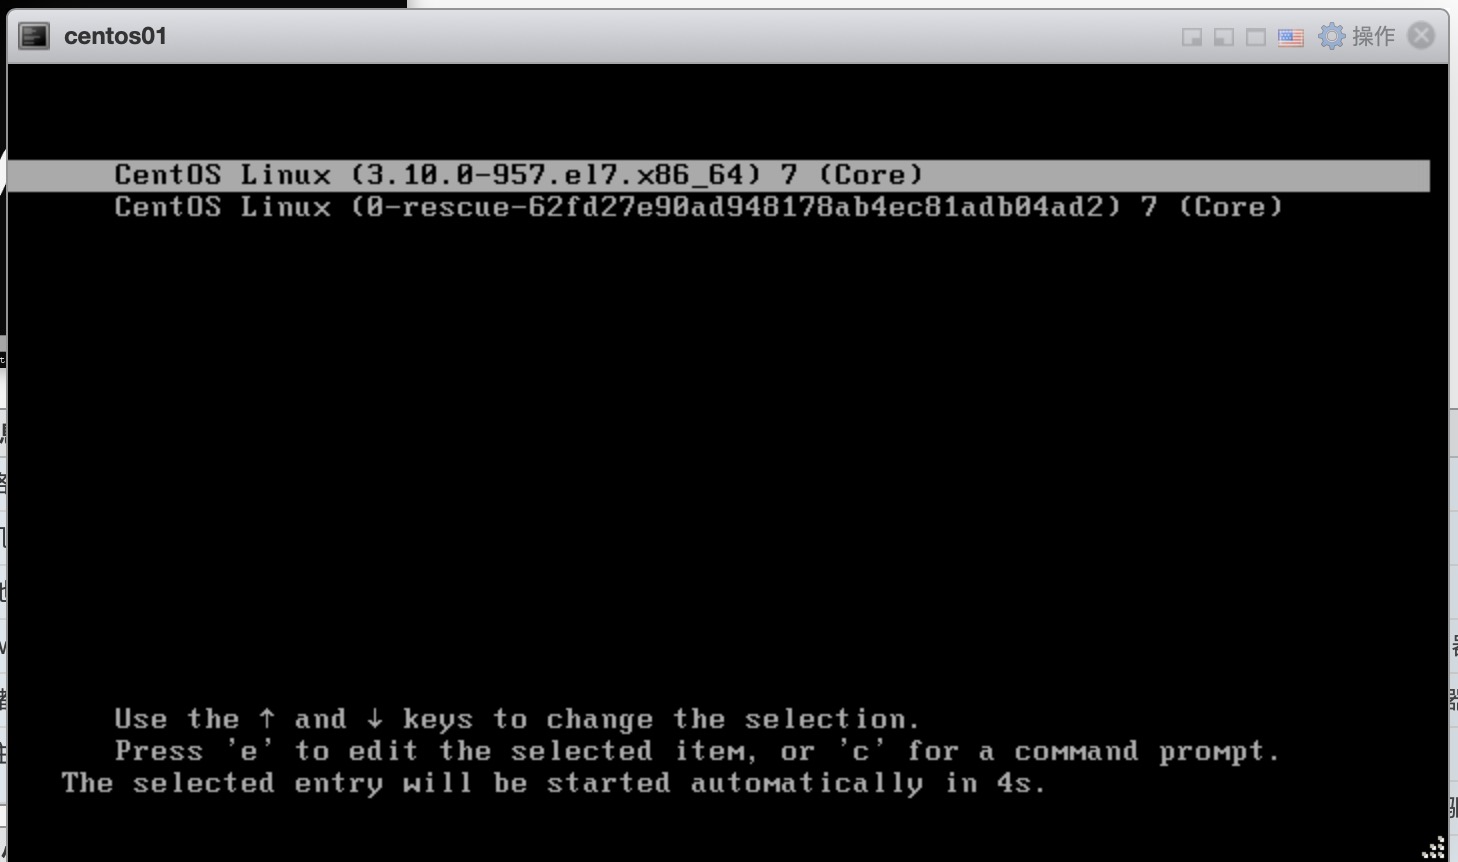 centos01
操作
CentOS Linux (3.10.0-957.el7.x86_64) 7 (Core)
CentOS Linux (0-rescue-62fd27e90ad948178ab4ec81adb04ad2) 7 (Core)
Use the ↑ and ↓ keys to change the selection.
Press 'e' to edit the selected item, or 'c' for a command prompt.
The selected entry will be started automatically in 4s.